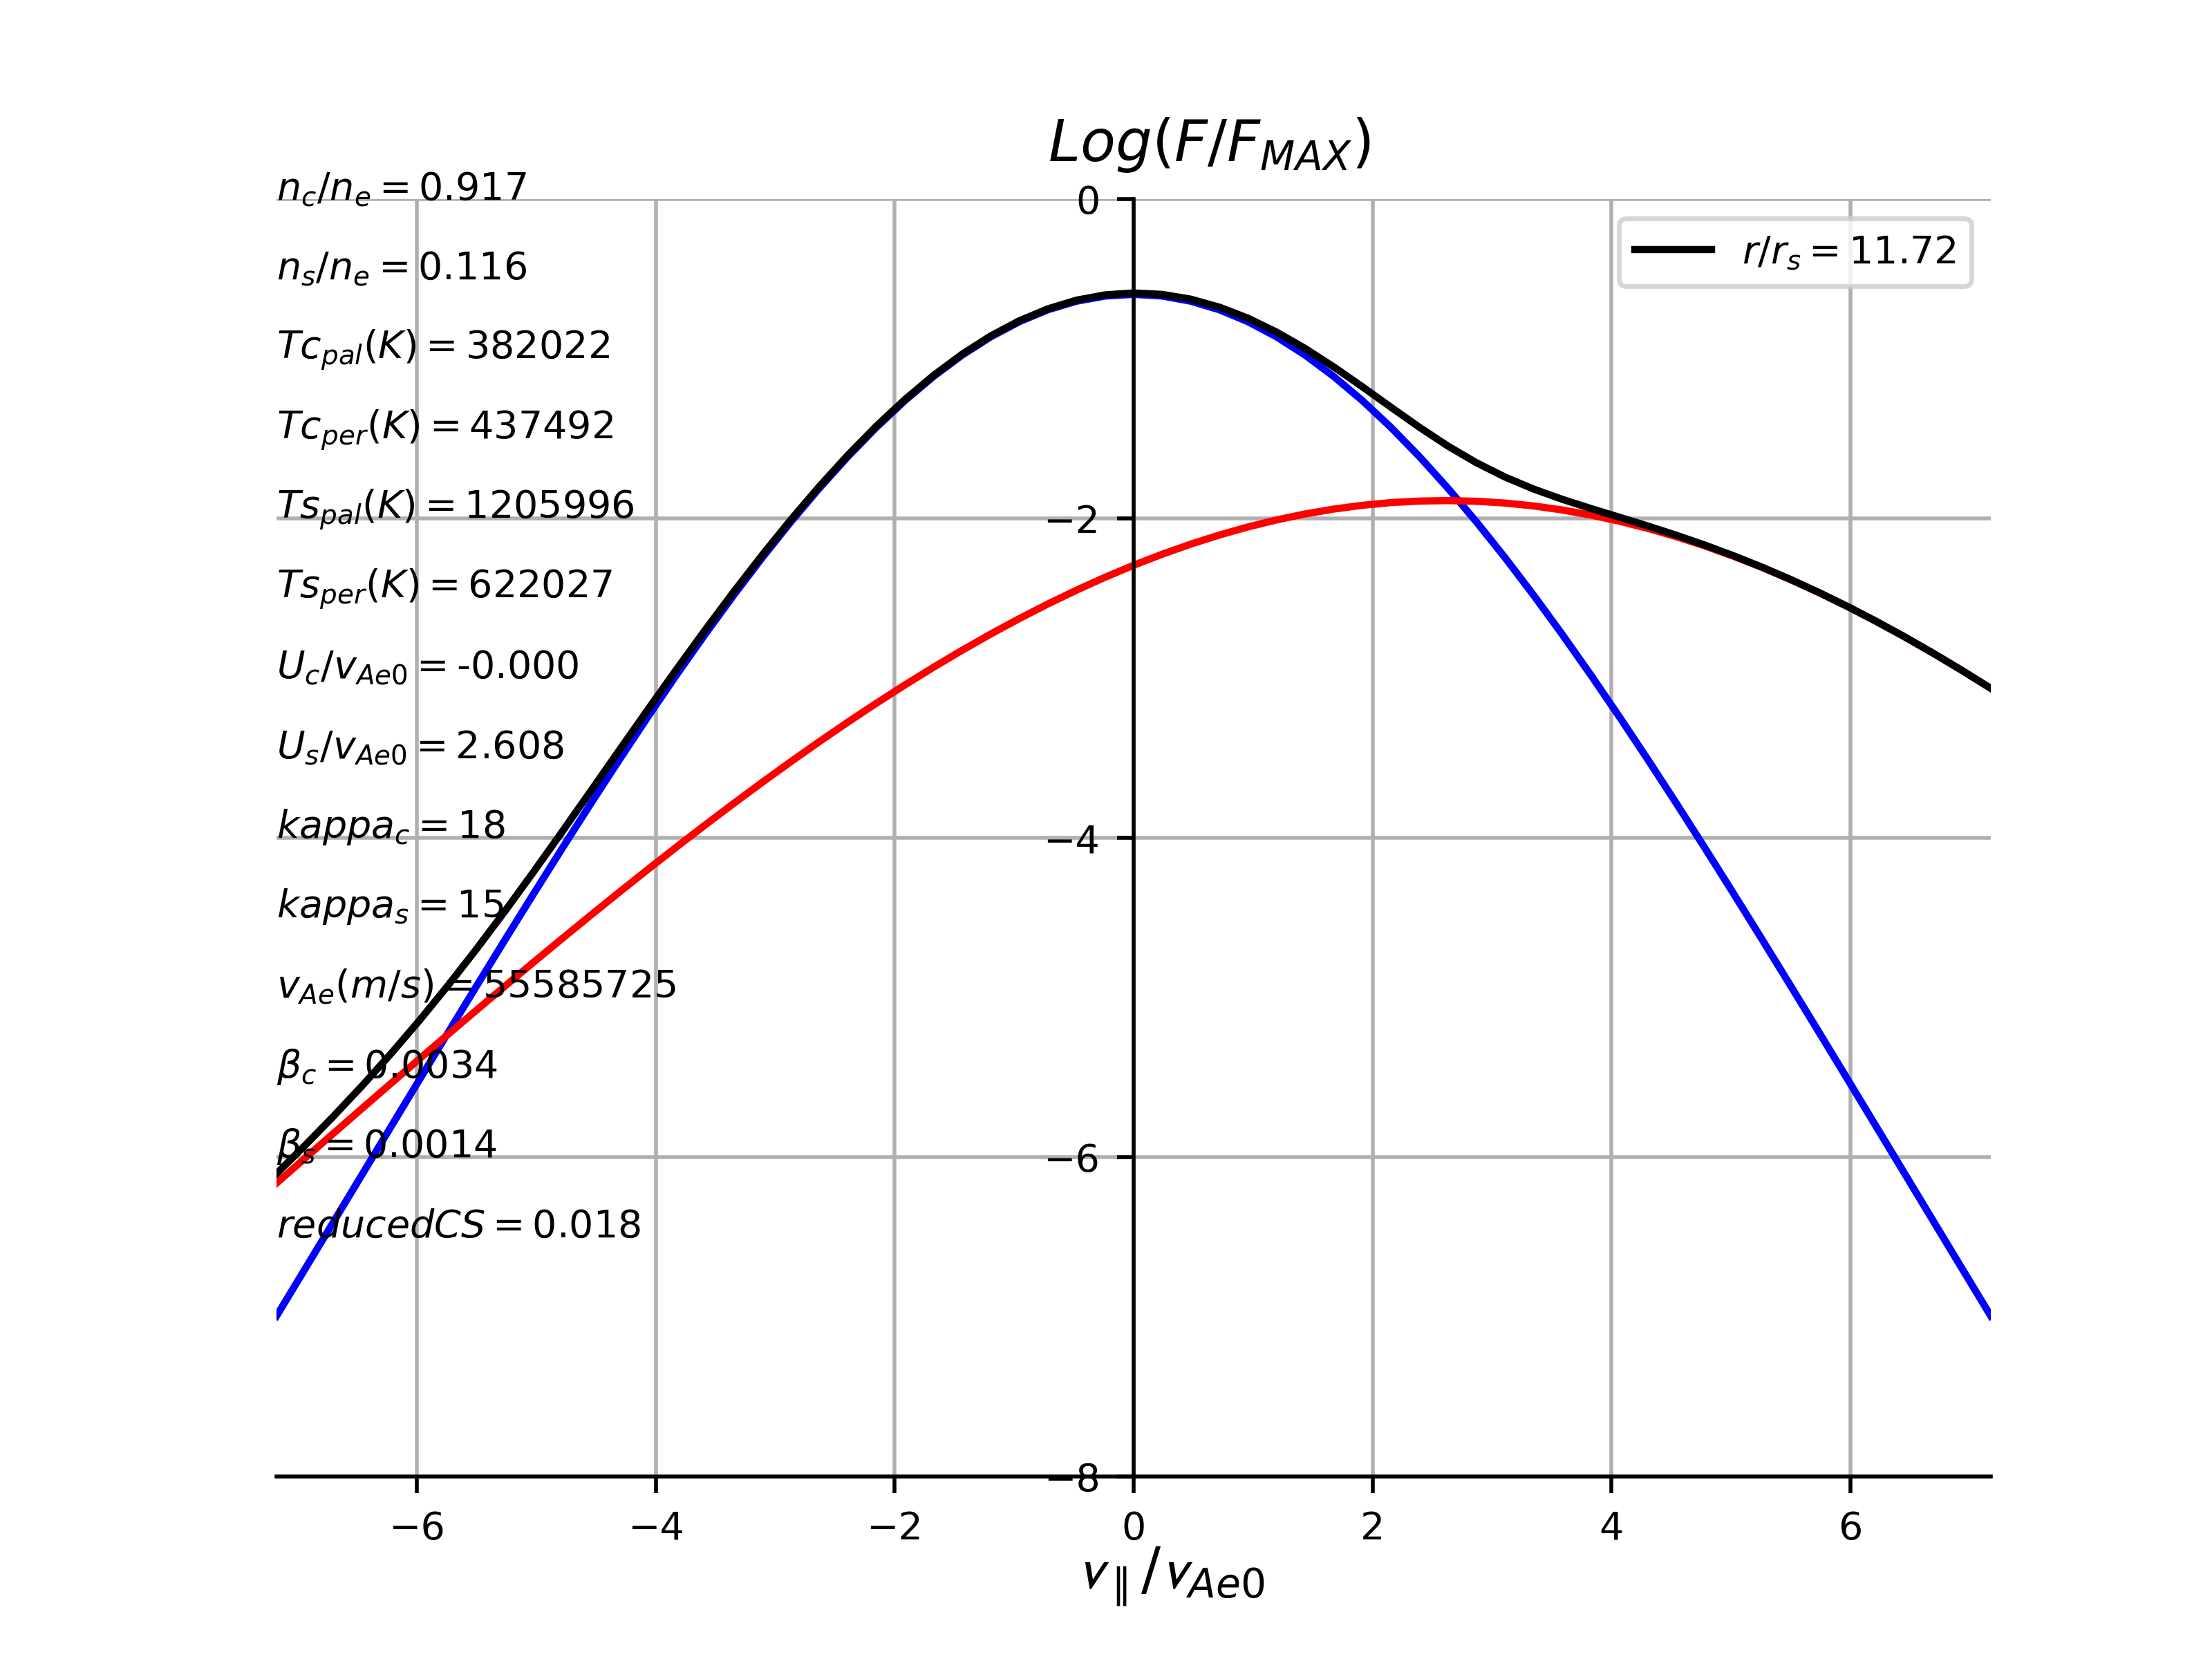 Log(F/F_MAX)
n_c/n_e = 0.917
n_s/n_e = 0.116
Tc_pal(K) = 382022
Tc_per(K) = 437492
Ts_pal(K) = 1205996
Ts_per(K) = 622027
U_c/v_Ae0 = -0.000
U_s/v_Ae0 = 2.608
kappa_c = 18
kappa_s = 15
v_Ae(m/s) = 55585725
β_c = 0.0034
β_s = 0.0014
reducedCS = 0.018
r/r_s = 11.72
0
−2
−4
−6
−8
−6 −4 −2 0 2 4 6
v_∥/v_Ae0